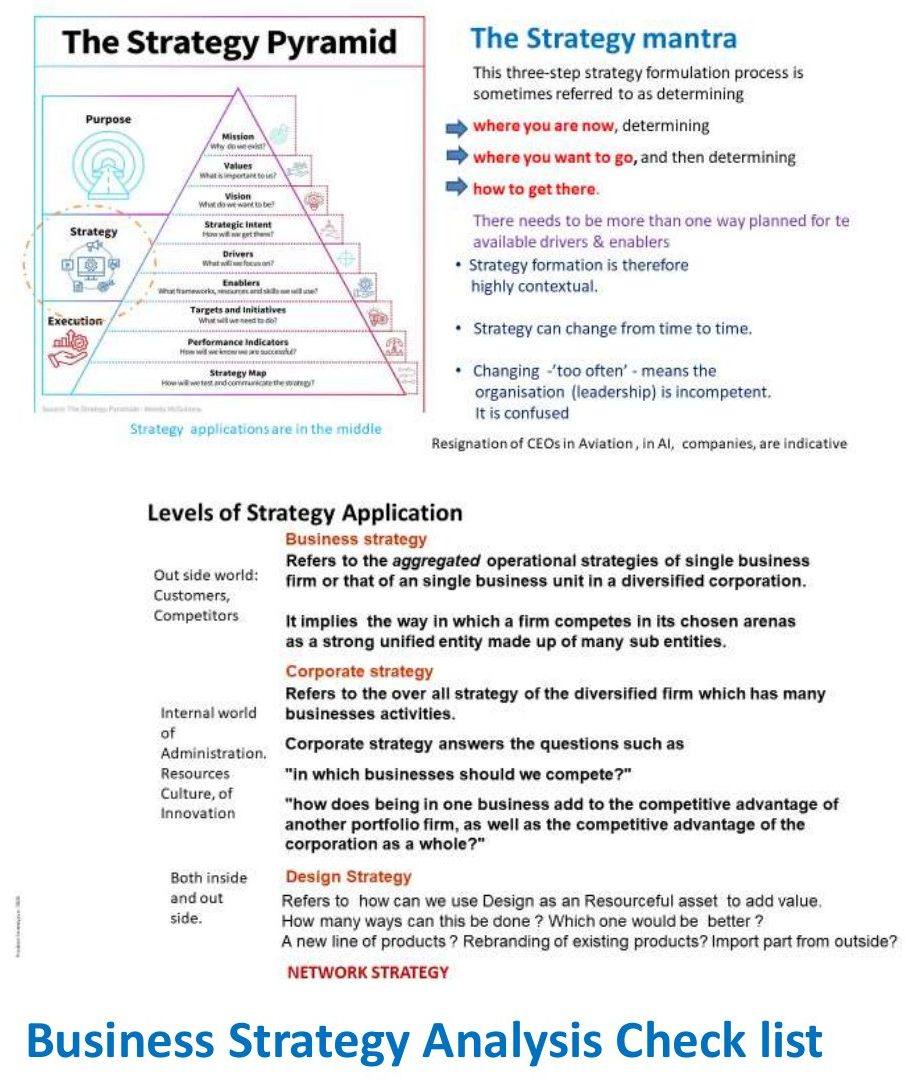 The Strategy Pyramid
Purpose
Mission
Why do we exist?
Values
What is important to us?
Vision
What do we want to be?
Strategy
Strategic Intent
How will we get there?
Drivers
What will we focus on?
Enablers
What frameworks, resources and skills we will use?
Execution
Targets and Initiatives
What will we need to do?
Performance Indicators
How will we know we are successful?
Strategy Map
How will we test and communicate the strategy?
Source: The Strategy Pyramid
Strategy applications are in the middle
The Strategy mantra
This three-step strategy formulation process is
sometimes referred to as determining
where you are now, determining
where you want to go, and then determining
how to get there.
There needs to be more than one way planned for te
available drivers & enablers
• Strategy formation is therefore
highly contextual.
• Strategy can change from time to time.
• Changing -'too often' - means the
organisation (leadership) is incompetent.
It is confused
Resignation of CEOs in Aviation , in AI, companies, are indicative
Levels of Strategy Application
Out side world:
Customers,
Competitors
Business strategy
Refers to the aggregated operational strategies of single business
firm or that of an single business unit in a diversified corporation.
It implies the way in which a firm competes in its chosen arenas
as a strong unified entity made up of many sub entities.
Internal world
of
Administration.
Resources
Culture, of
Innovation
Corporate strategy
Refers to the over all strategy of the diversified firm which has many
businesses activities.
Corporate strategy answers the questions such as
"in which businesses should we compete?"
"how does being in one business add to the competitive advantage of
another portfolio firm, as well as the competitive advantage of the
corporation as a whole?"
Both inside
and out
side.
Design Strategy
Refers to how can we use Design as an Resourceful asset to add value.
How many ways can this be done ? Which one would be better ?
A new line of products ? Rebranding of existing products? Import part from outside?
NETWORK STRATEGY
Business Strategy Analysis Check list